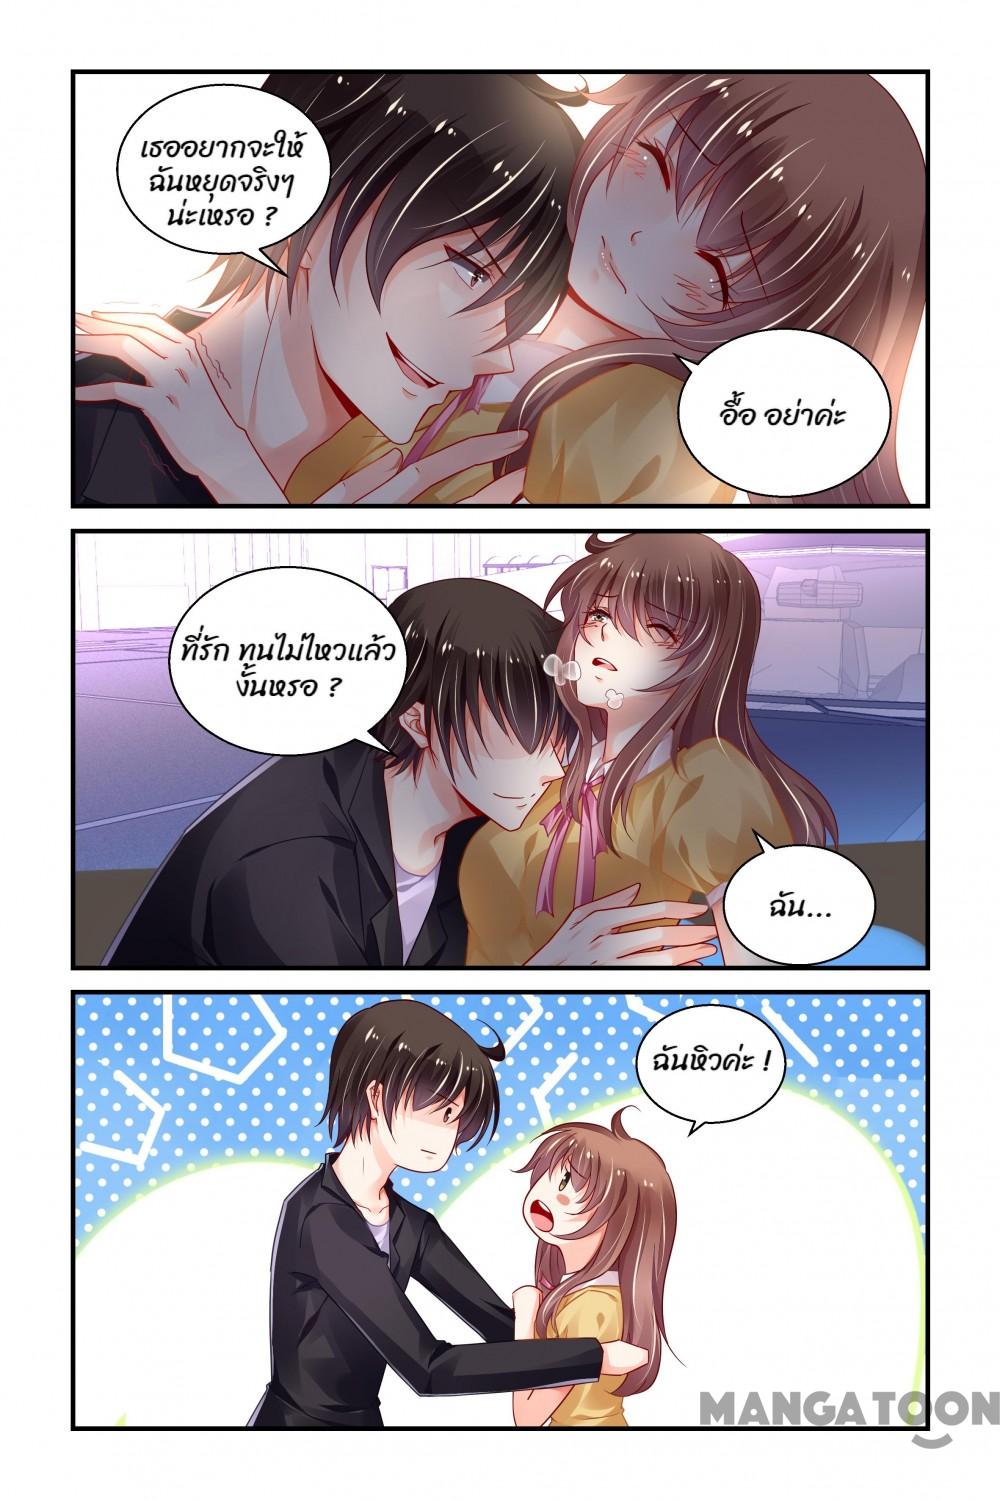 เธออยากจะให้
ฉันหยุดจริงๆ
น่ะเหรอ ?
อื้อ อย่าค่ะ
ที่รัก ทนไม่ไหวแล้ว
งั้นหรอ ?
ฉัน...
ฉันหิวค่ะ !
MANGATOON